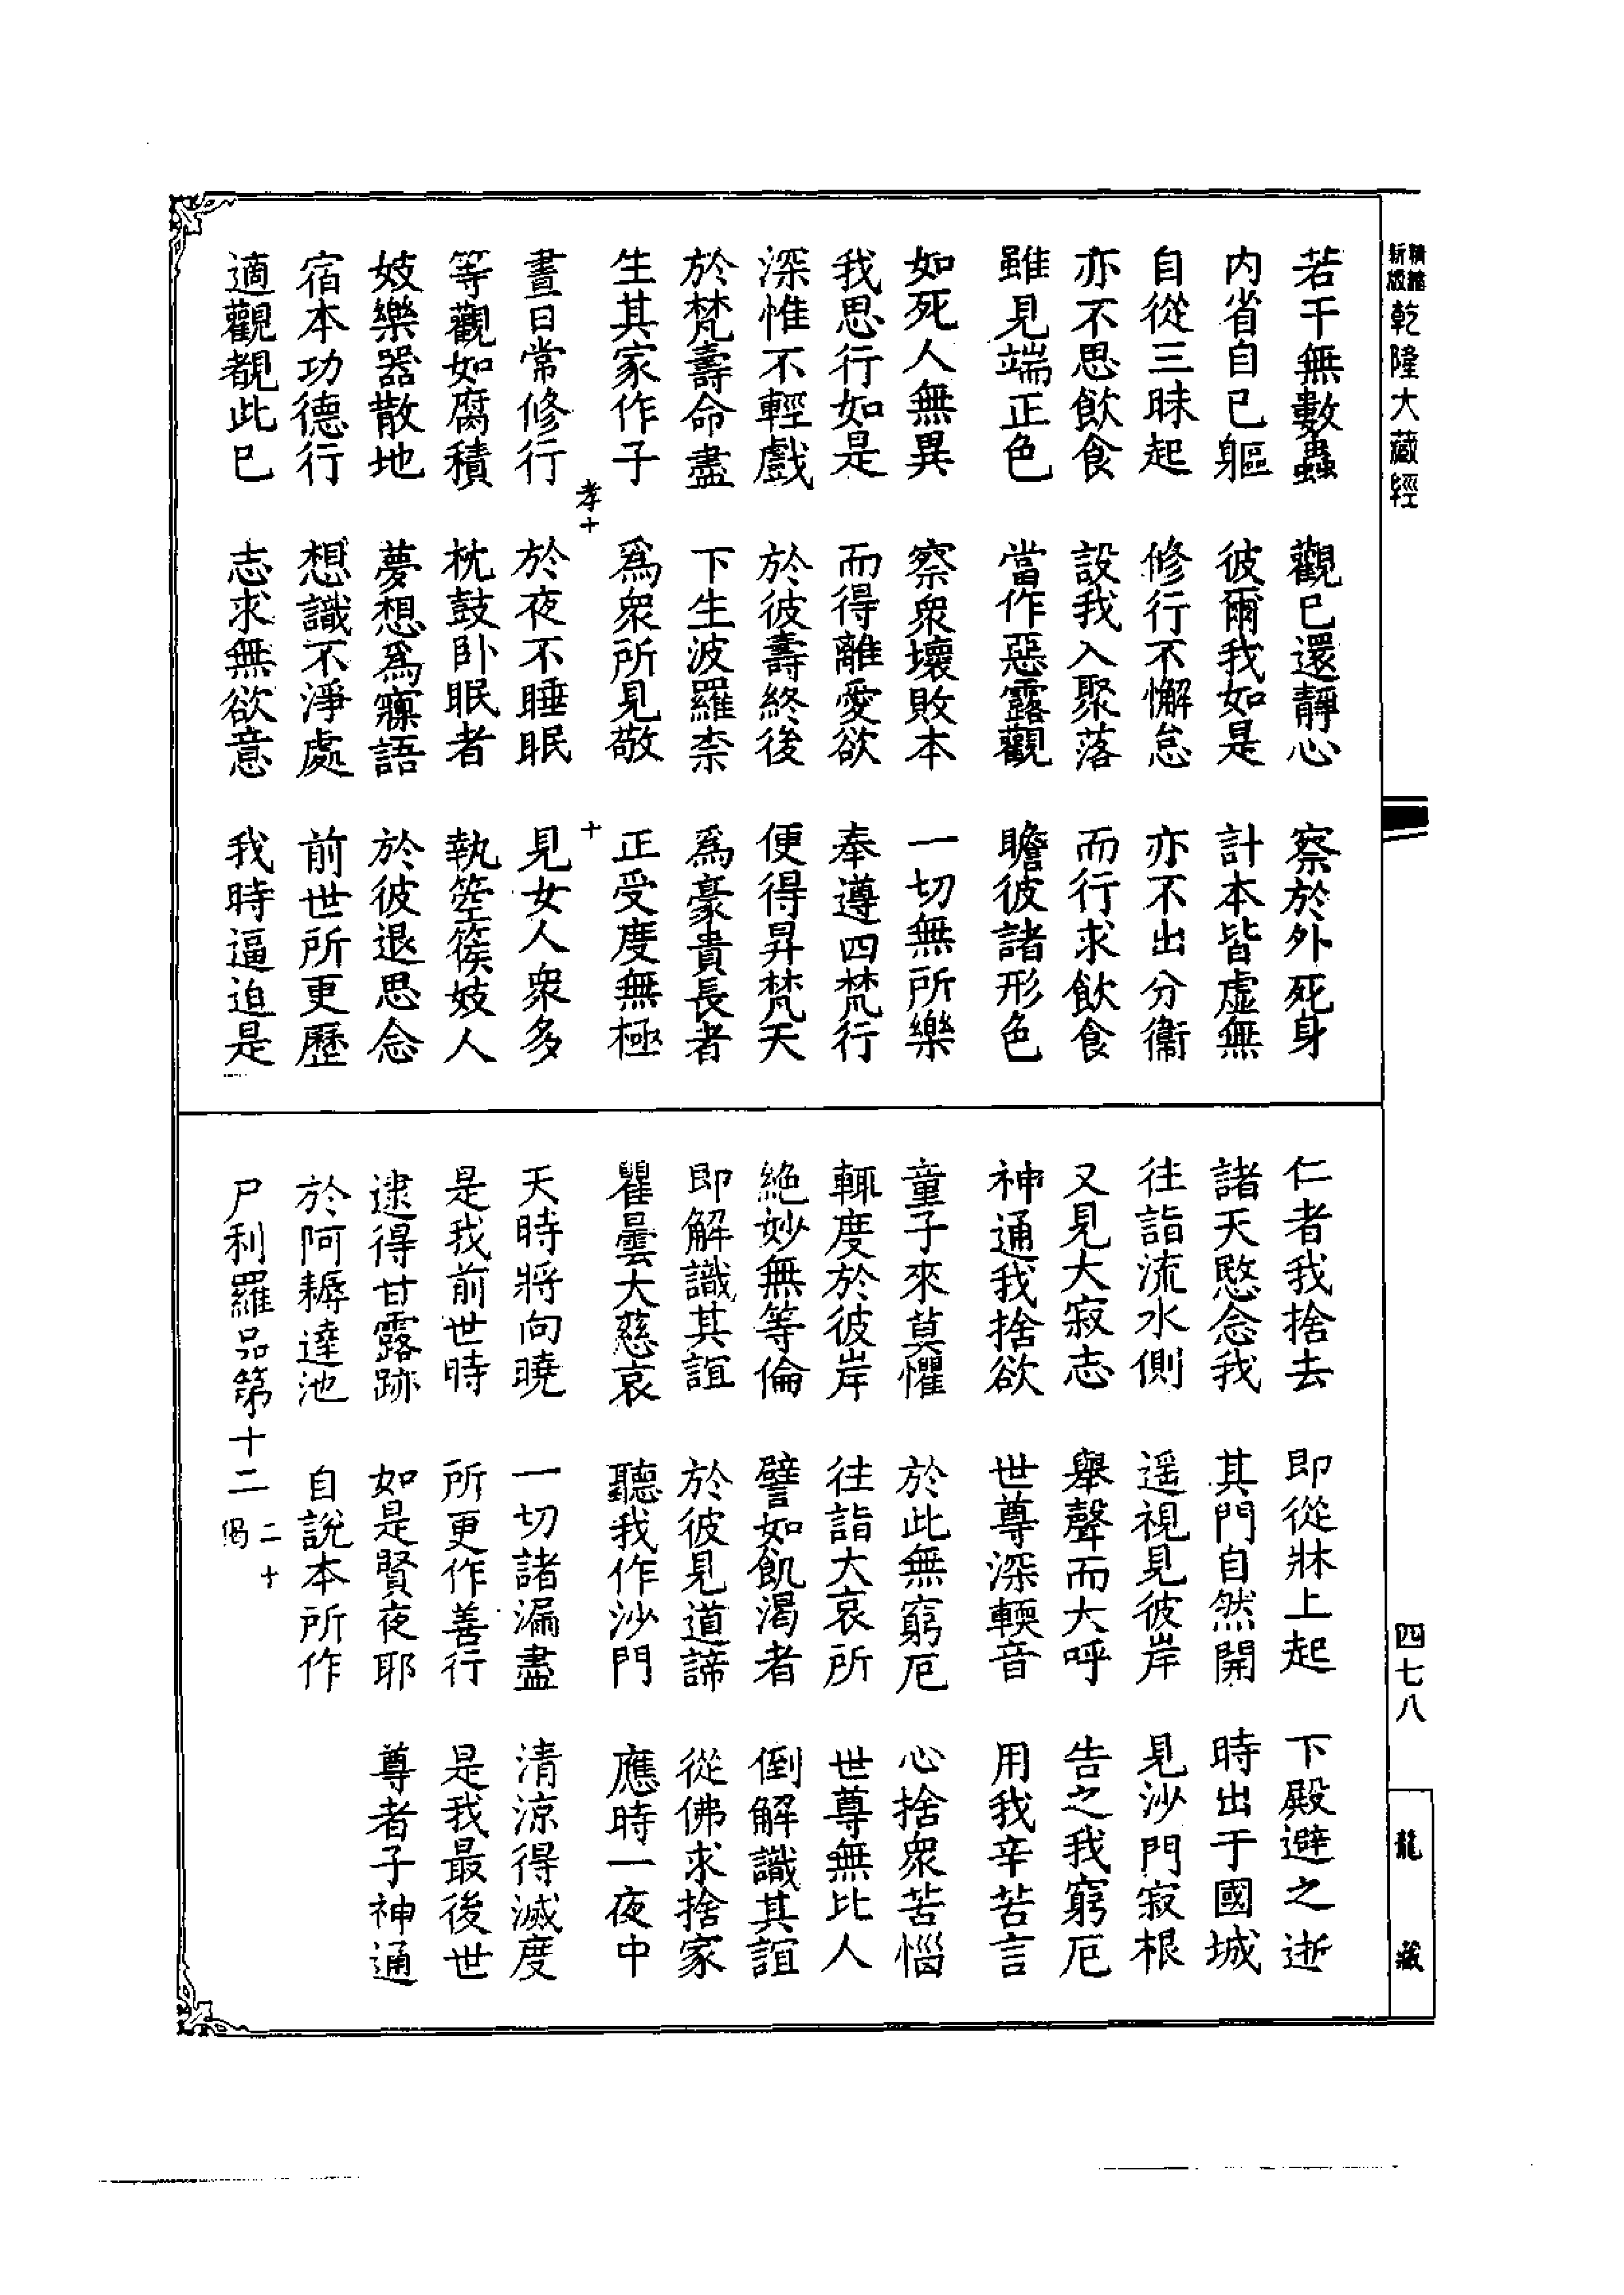 精縮新版乾隆大藏經
若干無數蟲　觀已還靜心　察於外死身
内省自已軀　彼爾我如是　計本皆虛無
自從三昧起　修行不懈怠　亦不出分衞
亦不思飲食　設我入聚落　而行求飲食
雖見端正色　當作惡露觀　瞻彼諸形色
如死人無異　察衆壞敗本　一切無所樂
我思行如是　而得離愛欲　奉遵四梵行
深惟不輕戲　於彼壽終後　便得昇梵天
於梵壽命盡　下生波羅柰　爲豪貴長者
生其家作子　爲衆所見敬　正受度無極
孝十　十
晝日常修行　於夜不睡眠　見女人衆多
等觀如腐積　枕鼓卧眠者　執箜篌妓人
妓樂器散地　夢想爲寱語　於彼退思念
宿本功德行　想識不淨處　前世所更歷
適觀覩此已　志求無欲意　我時逼迫是
仁者我捨去　即從牀上起　下殿避之逝
諸天愍念我　其門自然開　時出于國城
往詣流水側　遥視見彼岸　見沙門寂根
又見大寂志　舉聲而大呼　告之我窮厄
神通我捨欲　世尊深輭音　用我辛苦言
童子來莫懼　於此無窮厄　心捨衆苦惱
輒度於彼岸　往詣大哀所　世尊無比人
絶妙無等倫　譬如飢渴者　倒解識其誼
即解識其誼　於彼見道諦　從佛求捨家
瞿曇大慈哀　聽我作沙門　應時一夜中
天時將向曉　一切諸漏盡　清涼得滅度
是我前世時　所更作善行　是我最後世
逮得甘露跡　如是賢夜耶　尊者子神通
於阿耨達池　自說本所作
尸利羅品第十二　二十偈
四七八
龍藏